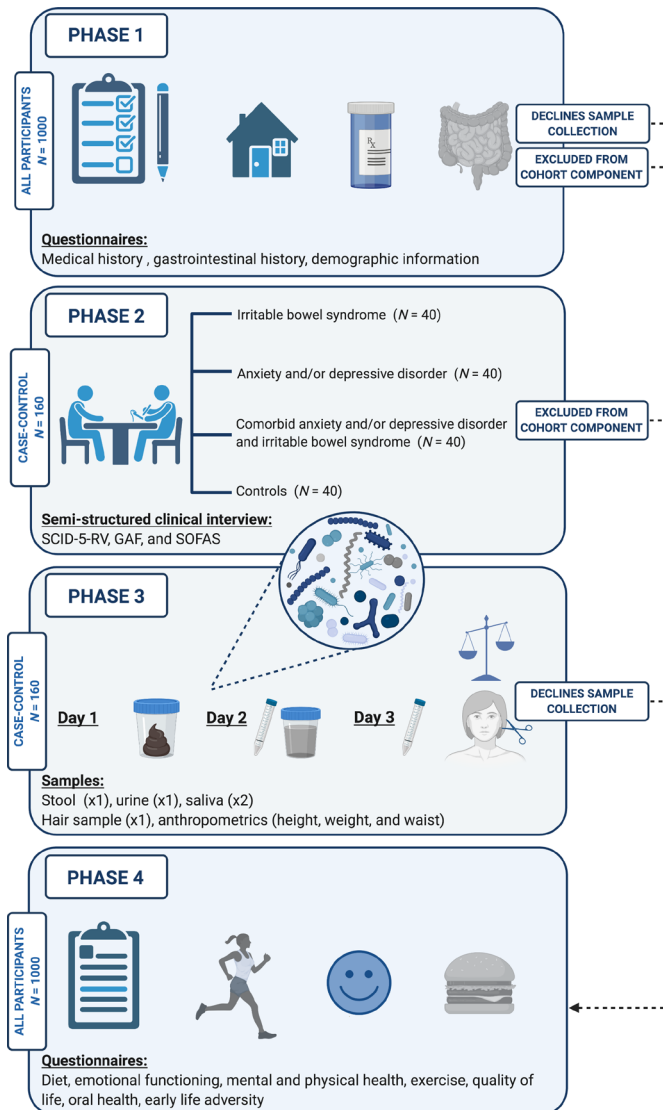 PHASE 1
ALL PARTICIPANTS
N = 1000
Rx
DECLINES SAMPLE
COLLECTION
EXCLUDED FROM
COHORT COMPONENT
Questionnaires:
Medical history , gastrointestinal history, demographic information
PHASE 2
CASE-CONTROL
N = 160
Irritable bowel syndrome (N = 40)
Anxiety and/or depressive disorder (N = 40)
Comorbid anxiety and/or depressive disorder
and irritable bowel syndrome (N = 40)
Controls (N = 40)
EXCLUDED FROM
COHORT COMPONENT
Semi-structured clinical interview:
SCID-5-RV, GAF, and SOFAS
PHASE 3
CASE-CONTROL
N = 160
Day 1
Day 2
Day 3
DECLINES SAMPLE
COLLECTION
Samples:
Stool (x1), urine (x1), saliva (x2)
Hair sample (x1), anthropometrics (height, weight, and waist)
PHASE 4
ALL PARTICIPANTS
N = 1000
Questionnaires:
Diet, emotional functioning, mental and physical health, exercise, quality of
life, oral health, early life adversity